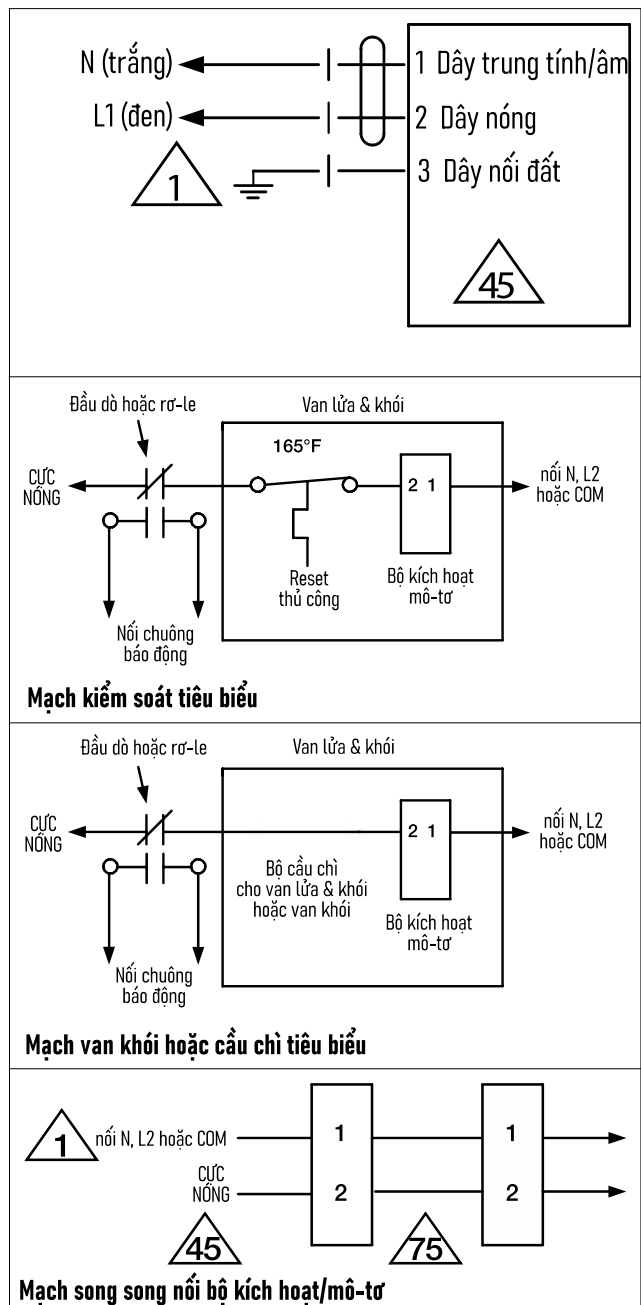 N (trắng)
1 Dây trung tính/âm
L1 (đen)
2 Dây nóng
3 Dây nối đất
1
45
Đầu dò hoặc rơ-le
Van lửa & khói
165°F
CỰC
NÓNG
2 1
nối N, L2
hoặc COM
Reset
thủ công
Bộ kích hoạt
mô-tơ
Nối chuông
báo động
Mạch kiểm soát tiêu biểu
Đầu dò hoặc rơ-le
Van lửa & khói
CỰC
NÓNG
2 1
nối N, L2
hoặc COM
Bộ cầu chì
cho van lửa & khói
hoặc van khói
Bộ kích hoạt
mô-tơ
Nối chuông
báo động
Mạch van khói hoặc cầu chì tiêu biểu
1
nối N, L2 hoặc COM
1
1
CỰC
NÓNG
2
2
45
75
Mạch song song nối bộ kích hoạt/mô-tơ